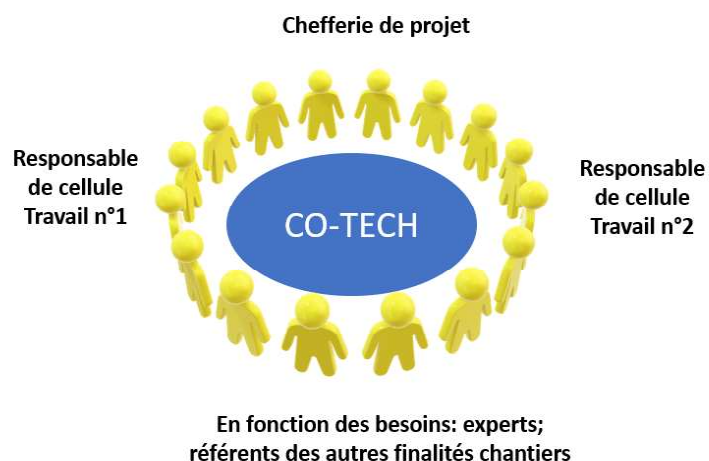 Chefferie de projet
Responsable
de cellule
Travail n°1
CO-TECH
Responsable
de cellule
Travail n°2
En fonction des besoins: experts;
référents des autres finalités chantiers